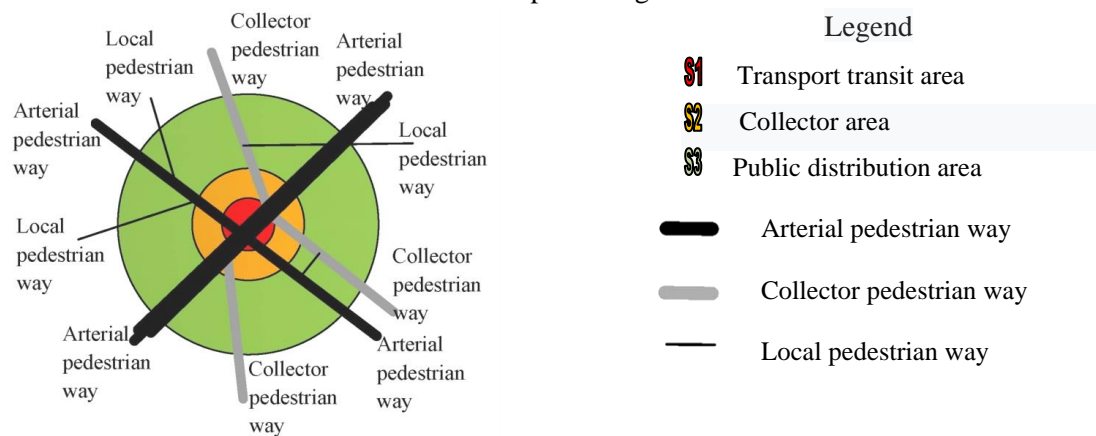 Collector
pedestrian
way
Local
pedestrian
way
Arterial
pedestrian
way
Arterial
pedestrian
way
Local
pedestrian
way
Local
pedestrian
way
Collector
pedestrian
way
Arterial
pedestrian
way
Arterial
pedestrian
way
Collector
pedestrian
way
Legend
S1 Transport transit area
S2 Collector area
S3 Public distribution area
Arterial pedestrian way
Collector pedestrian way
Local pedestrian way